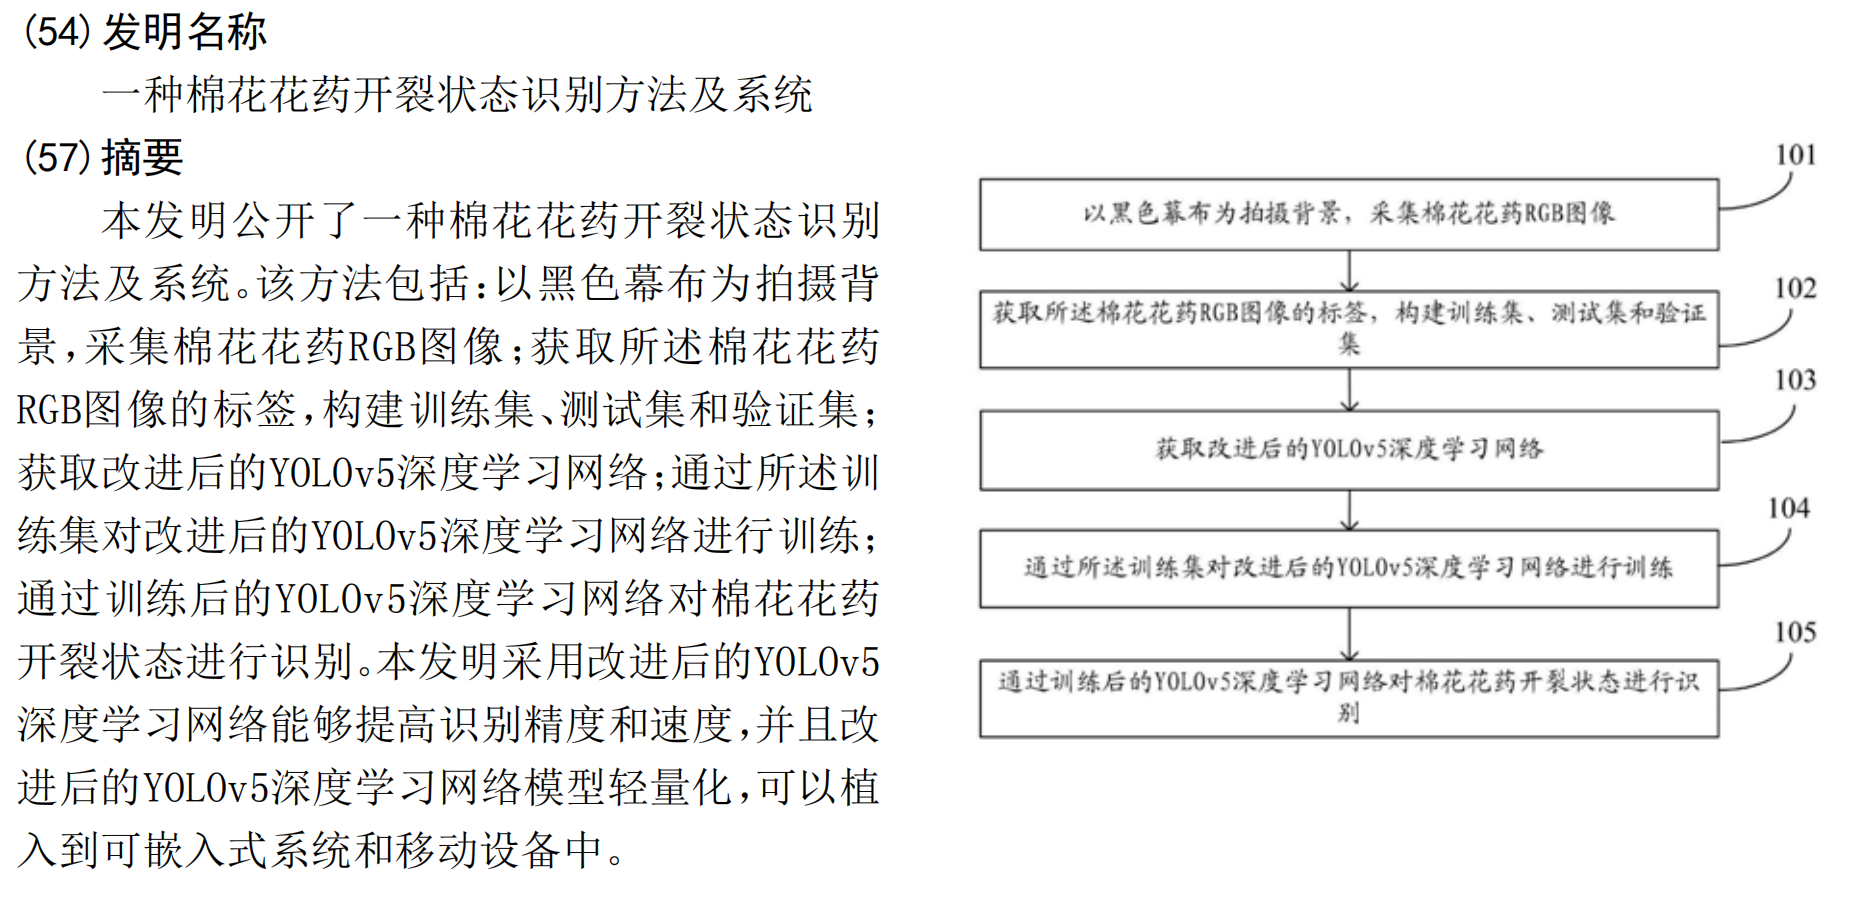 (54)发明名称
一种棉花花药开裂状态识别方法及系统
(57)摘要
本发明公开了一种棉花花药开裂状态识别
方法及系统。该方法包括:以黑色幕布为拍摄背
景,采集棉花花药RGB图像;获取所述棉花花药
RGB图像的标签,构建训练集、测试集和验证集;
获取改进后的YOLOv5深度学习网络;通过所述训
练集对改进后的YOLOv5深度学习网络进行训练;
通过训练后的YOLOv5深度学习网络对棉花花药
开裂状态进行识别。本发明采用改进后的YOLOv5
深度学习网络能够提高识别精度和速度,并且改
进后的YOLOv5深度学习网络模型轻量化,可以植
入到可嵌入式系统和移动设备中。
101
以黑色幕布为拍摄背景，采集棉花花药RGB图像
102
获取所述棉花花药RGB图像的标签，构建训练集、测试集和验证
集
103
获取改进后的YOLOv5深度学习网络
104
通过所述训练集对改进后的YOLOv5深度学习网络进行训练
105
通过训练后的YOLOv5深度学习网络对棉花花药开裂状态进行识
别